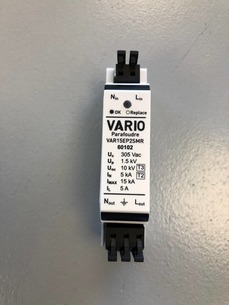 Nin Lin
OK Replace
VARIO
Parafoudre
VAR15EP25MR
60102
Uc 305 Vac
Up 1.5 kV
Uoc 10 kV T3
In 5 kA T2
Imax 15 kA
IL 5 A
Nout Lout